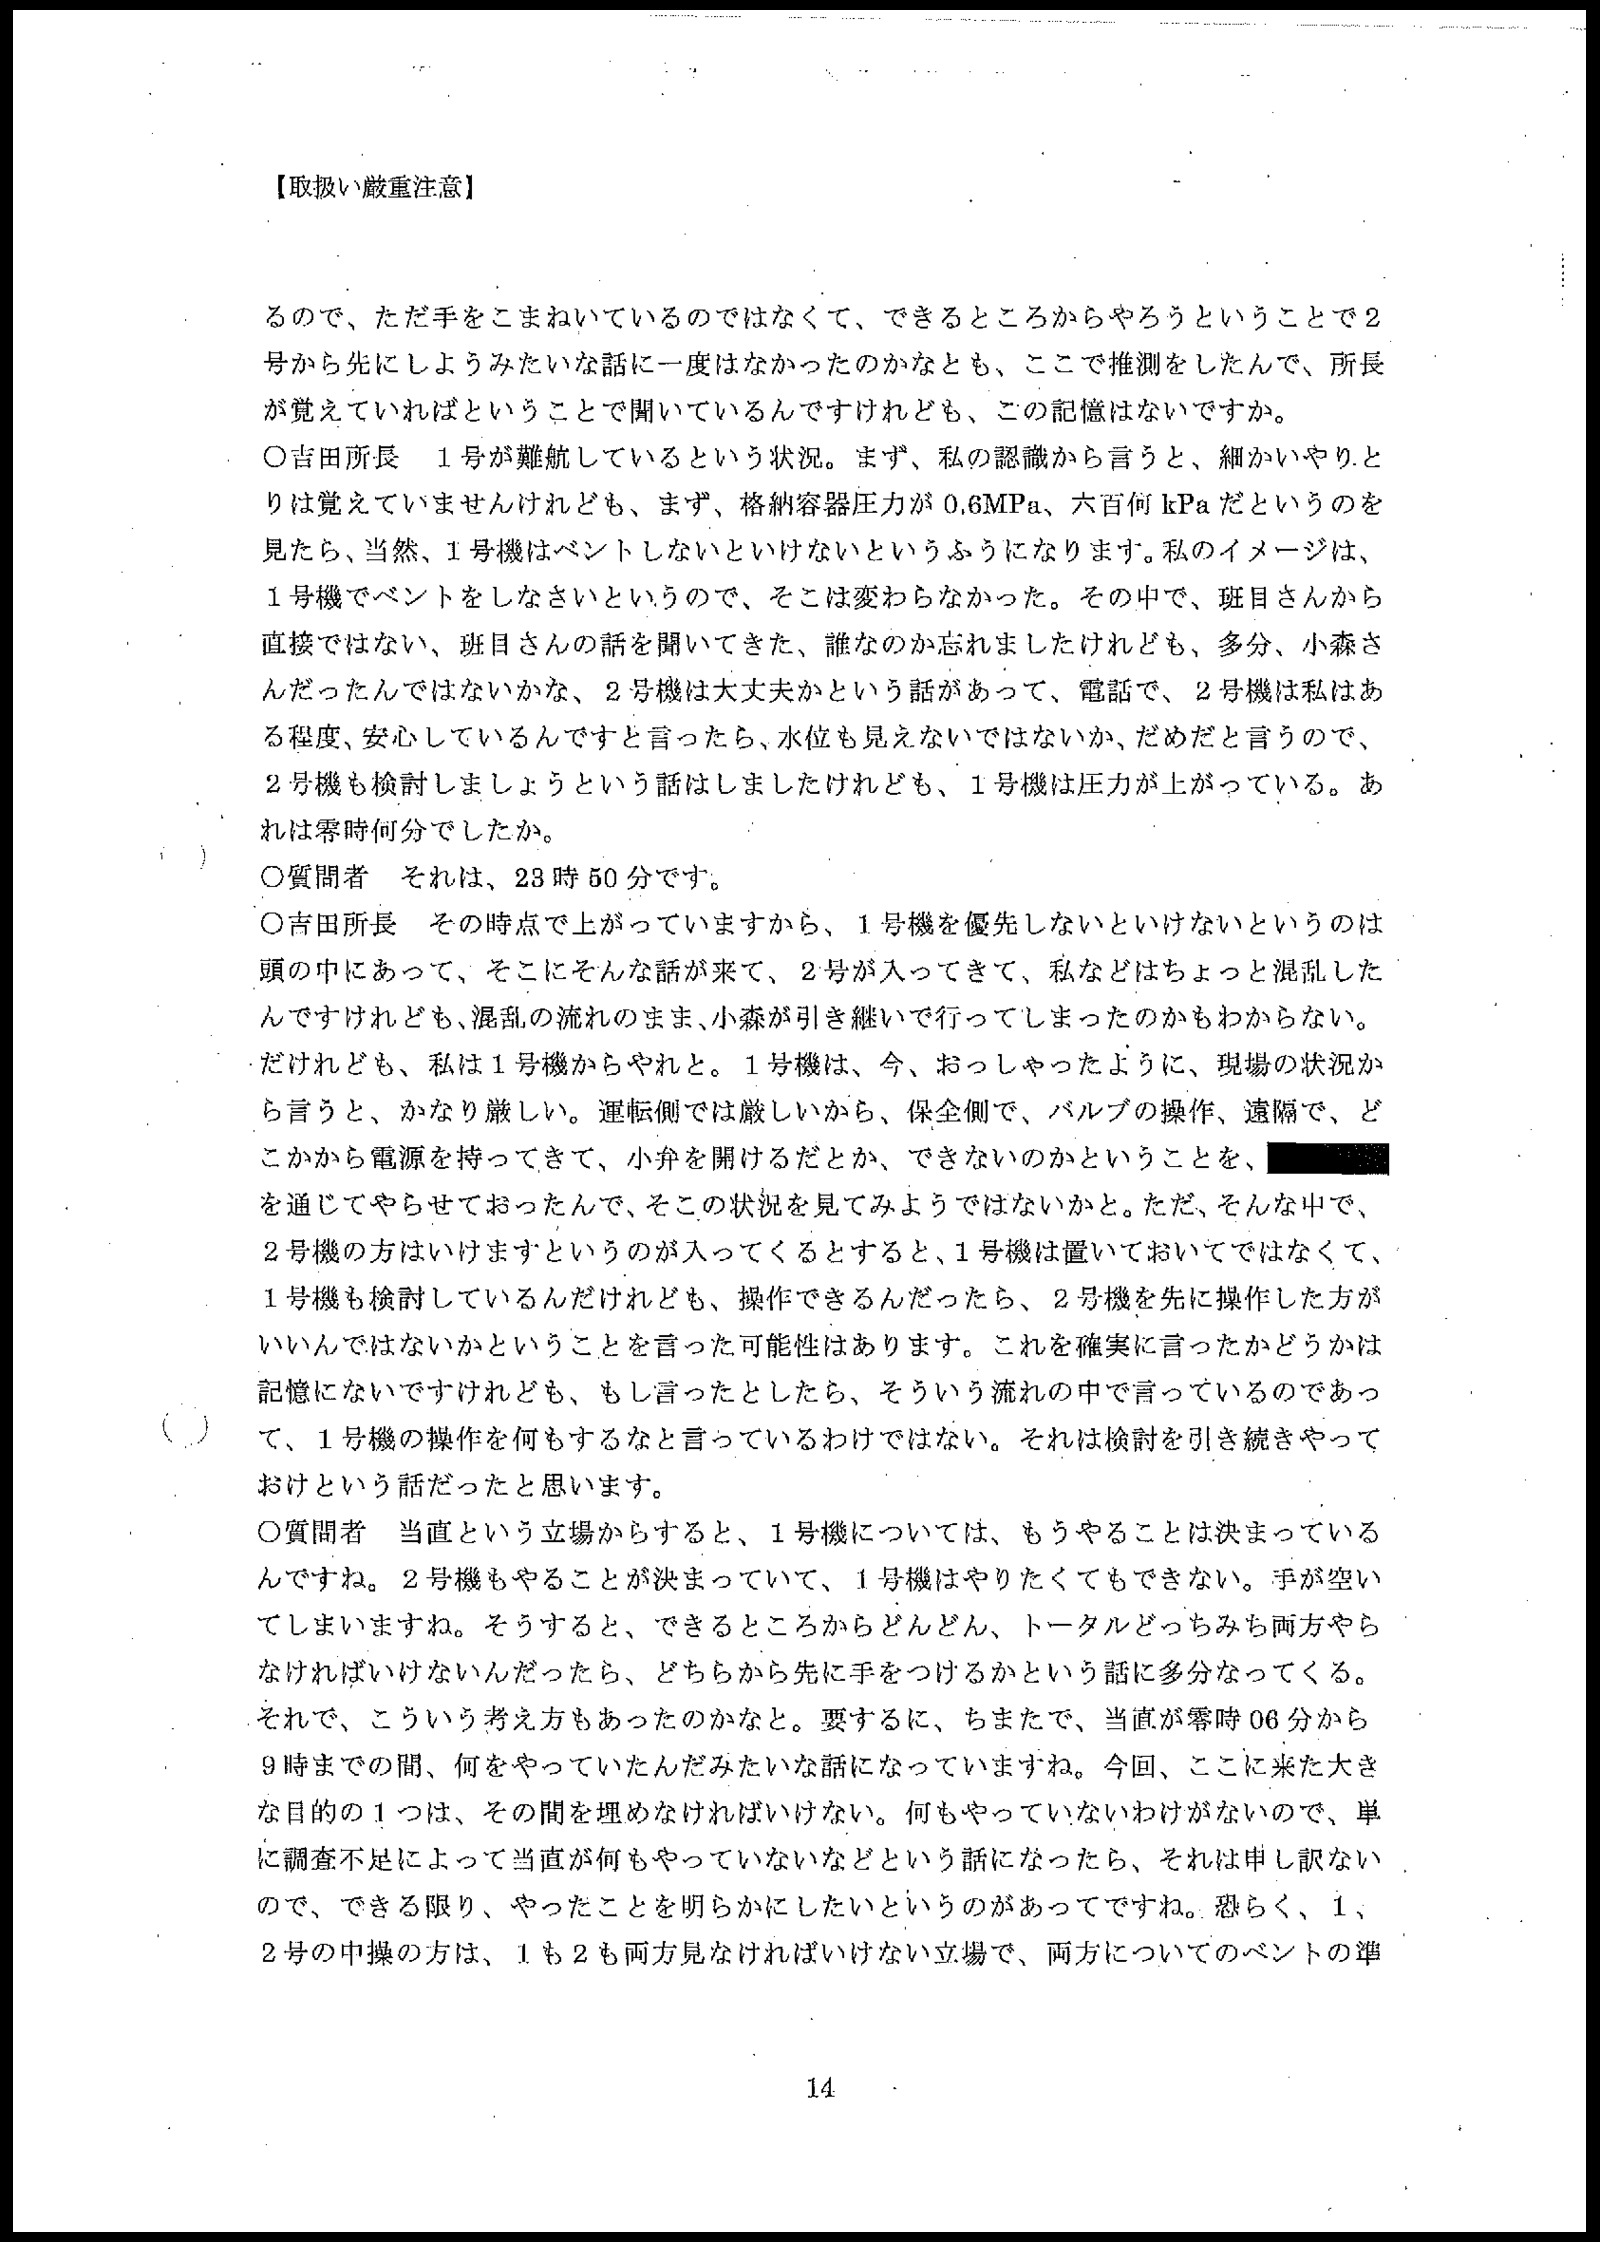 【取扱い厳重注意】
るので、ただ手をこまねいているのではなくて、できるところからやろうということで２
号から先にしようみたいな話に一度はなかったのかなとも、ここで推測をしたんで、所長
が覚えていればということで聞いているんですけれども、この記憶はないですか。
○吉田所長　１号が難航しているという状況。まず、私の認識から言うと、細かいやりと
りは覚えていませんけれども、まず、格納容器圧力が 0.6MPa、六百何 kPa だというのを
見たら、当然、１号機はベントしないといけないというふうになります。私のイメージは、
１号機でベントをしなさいというので、そこは変わらなかった。その中で、班目さんから
直接ではない、班目さんの話を聞いてきた、誰なのか忘れましたけれども、多分、小森さ
んだったんではないかな、２号機は大丈夫かという話があって、電話で、２号機は私はあ
る程度、安心しているんですと言ったら、水位も見えないではないか、だめだと言うので、
２号機も検討しましょうという話はしましたけれども、１号機は圧力が上がっている。あ
れは零時何分でしたか。
○質問者　それは、23 時 50 分です。
○吉田所長　その時点で上がっていますから、１号機を優先しないといけないというのは
頭の中にあって、そこにそんな話が来て、２号が入ってきて、私などはちょっと混乱した
んですけれども、混乱の流れのまま、小森が引き継いで行ってしまったのかもわからない。
だけれども、私は１号機からやれと。１号機は、今、おっしゃったように、現場の状況か
ら言うと、かなり厳しい。運転側では厳しいから、保全側で、バルブの操作、遠隔で、ど
こかから電源を持ってきて、小弁を開けるだとか、できないのかということを、
を通じてやらせておったんで、そこの状況を見てみようではないかと。ただ、そんな中で、
２号機の方はいけますというのが入ってくるとすると、１号機は置いておいてではなくて、
１号機も検討しているんだけれども、操作できるんだったら、２号機を先に操作した方が
いいんではないかということを言った可能性はあります。これを確実に言ったかどうかは
記憶にないですけれども、もし言ったとしたら、そういう流れの中で言っているのであっ
て、１号機の操作を何もするなと言っているわけではない。それは検討を引き続きやって
おけという話だったと思います。
○質問者　当直という立場からすると、１号機については、もうやることは決まっている
んですね。２号機もやることが決まっていて、１号機はやりたくてもできない。手が空い
てしまいますね。そうすると、できるところからどんどん、トータルどっちみち両方やら
なければいけないんだったら、どちらから先に手をつけるかという話に多分なってくる。
それで、こういう考え方もあったのかなと。要するに、ちまたで、当直が零時 06 分から
９時までの間、何をやっていたんだみたいな話になっていますね。今回、ここに来た大き
な目的の１つは、その間を埋めなければいけない。何もやっていないわけがないので、単
に調査不足によって当直が何もやっていないなどという話になったら、それは申し訳ない
ので、できる限り、やったことを明らかにしたいというのがあってですね。恐らく、１、
２号の中操の方は、１も２も両方見なければいけない立場で、両方についてのベントの準
14